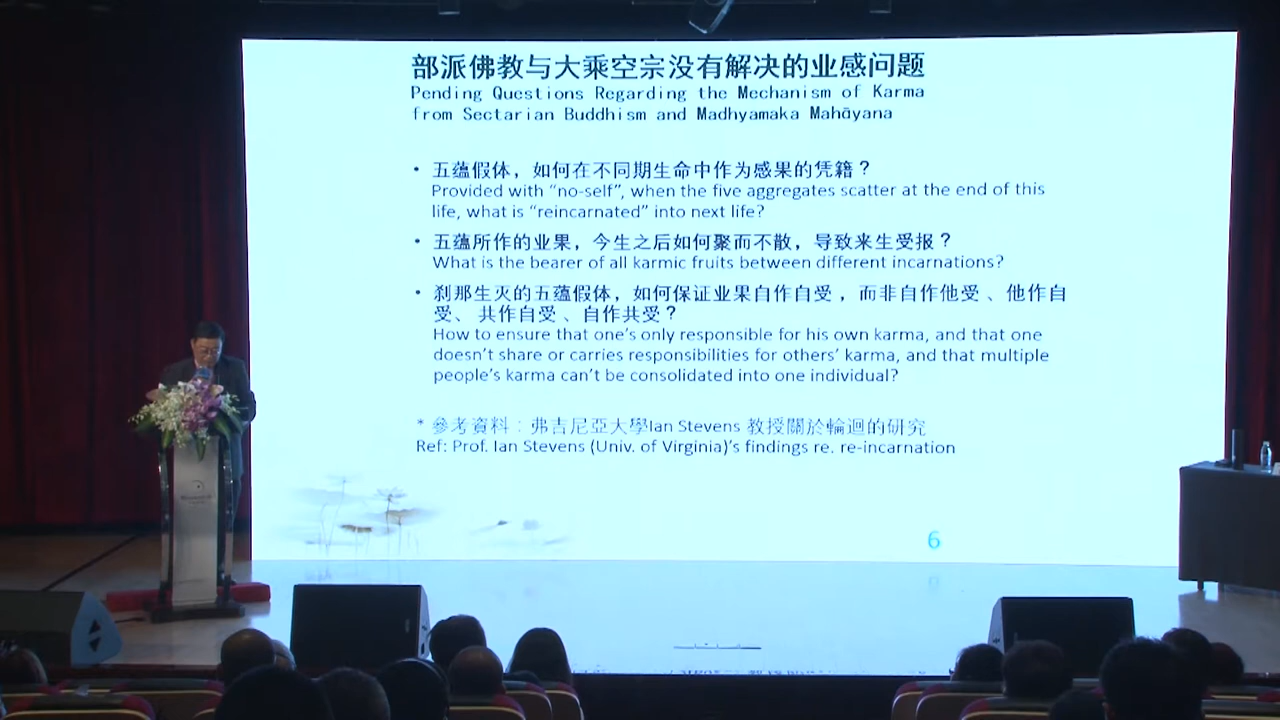 部派佛教与大乘空宗没有解决的业感问题
Pending Questions Regarding the Mechanism of Karma
from Sectarian Buddhism and Madhyamaka Mahāyana
• 五蕴假体，如何在不同期生命中作为感果的凭籍？
Provided with “no-self”, when the five aggregates scatter at the end of this
life, what is “reincarnated” into next life?
• 五蕴所作的业果，今生之后如何聚而不散，导致来生受报？
What is the bearer of all karmic fruits between different incarnations?
• 刹那生灭的五蕴假体，如何保证业果自作自受，而非自作他受、他作自
受、共作自受、自作共受？
How to ensure that one’s only responsible for his own karma, and that one
doesn’t share or carries responsibilities for others’ karma, and that multiple
people’s karma can’t be consolidated into one individual?
* 參考資料：弗吉尼亞大學Ian Stevens 教授關於輪迴的研究
Ref: Prof. Ian Stevens (Univ. of Virginia)’s findings re. re-incarnation
6